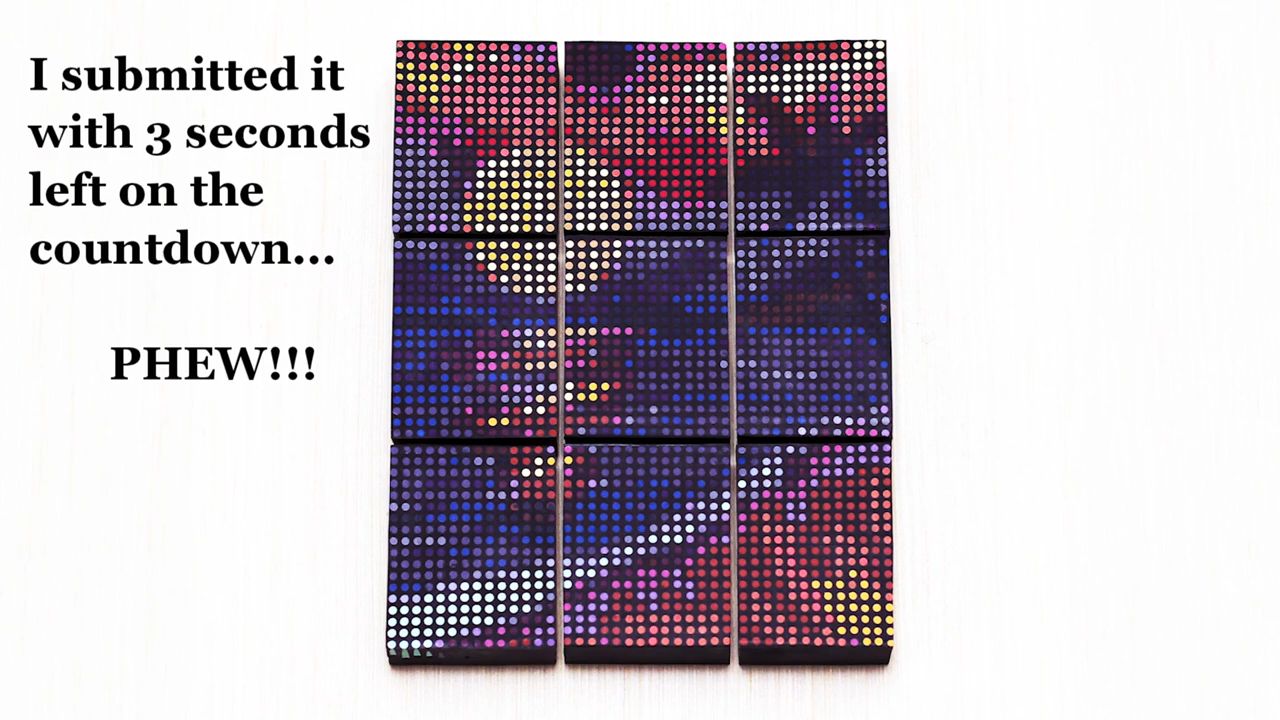 I submitted it
with 3 seconds
left on the
countdown...
PHEW!!!